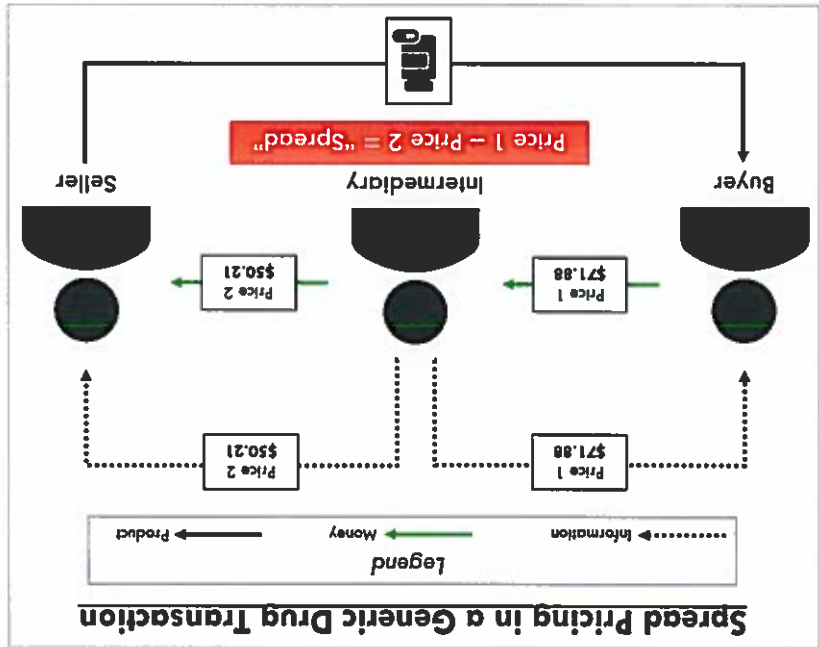 Spread Pricing in a Generic Drug Transaction
Legend
Information Money Product
Price 1
$71.88
Price 2
$50.21
Price 1
$71.88
Price 2
$50.21
Buyer Intermediary Seller
Price 1 – Price 2 = "Spread"